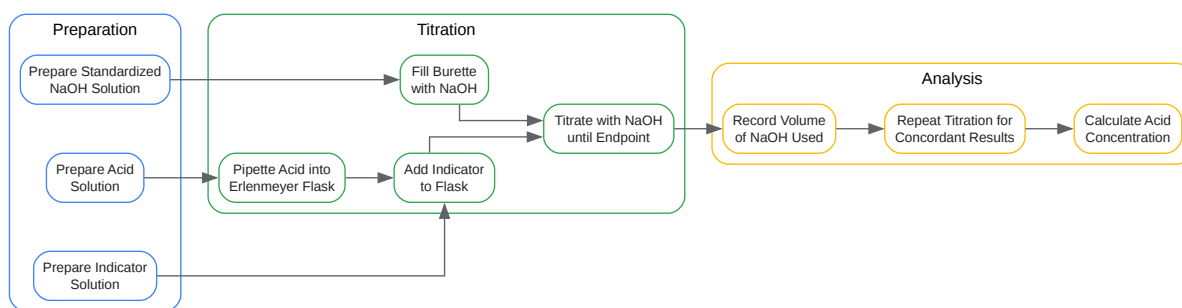 Preparation
Prepare Standardized
NaOH Solution
Prepare Acid
Solution
Prepare Indicator
Solution
Titration
Fill Burette
with NaOH
Pipette Acid into
Erlenmeyer Flask
Add Indicator
to Flask
Titrate with NaOH
until Endpoint
Analysis
Record Volume
of NaOH Used
Repeat Titration for
Concordant Results
Calculate Acid
Concentration